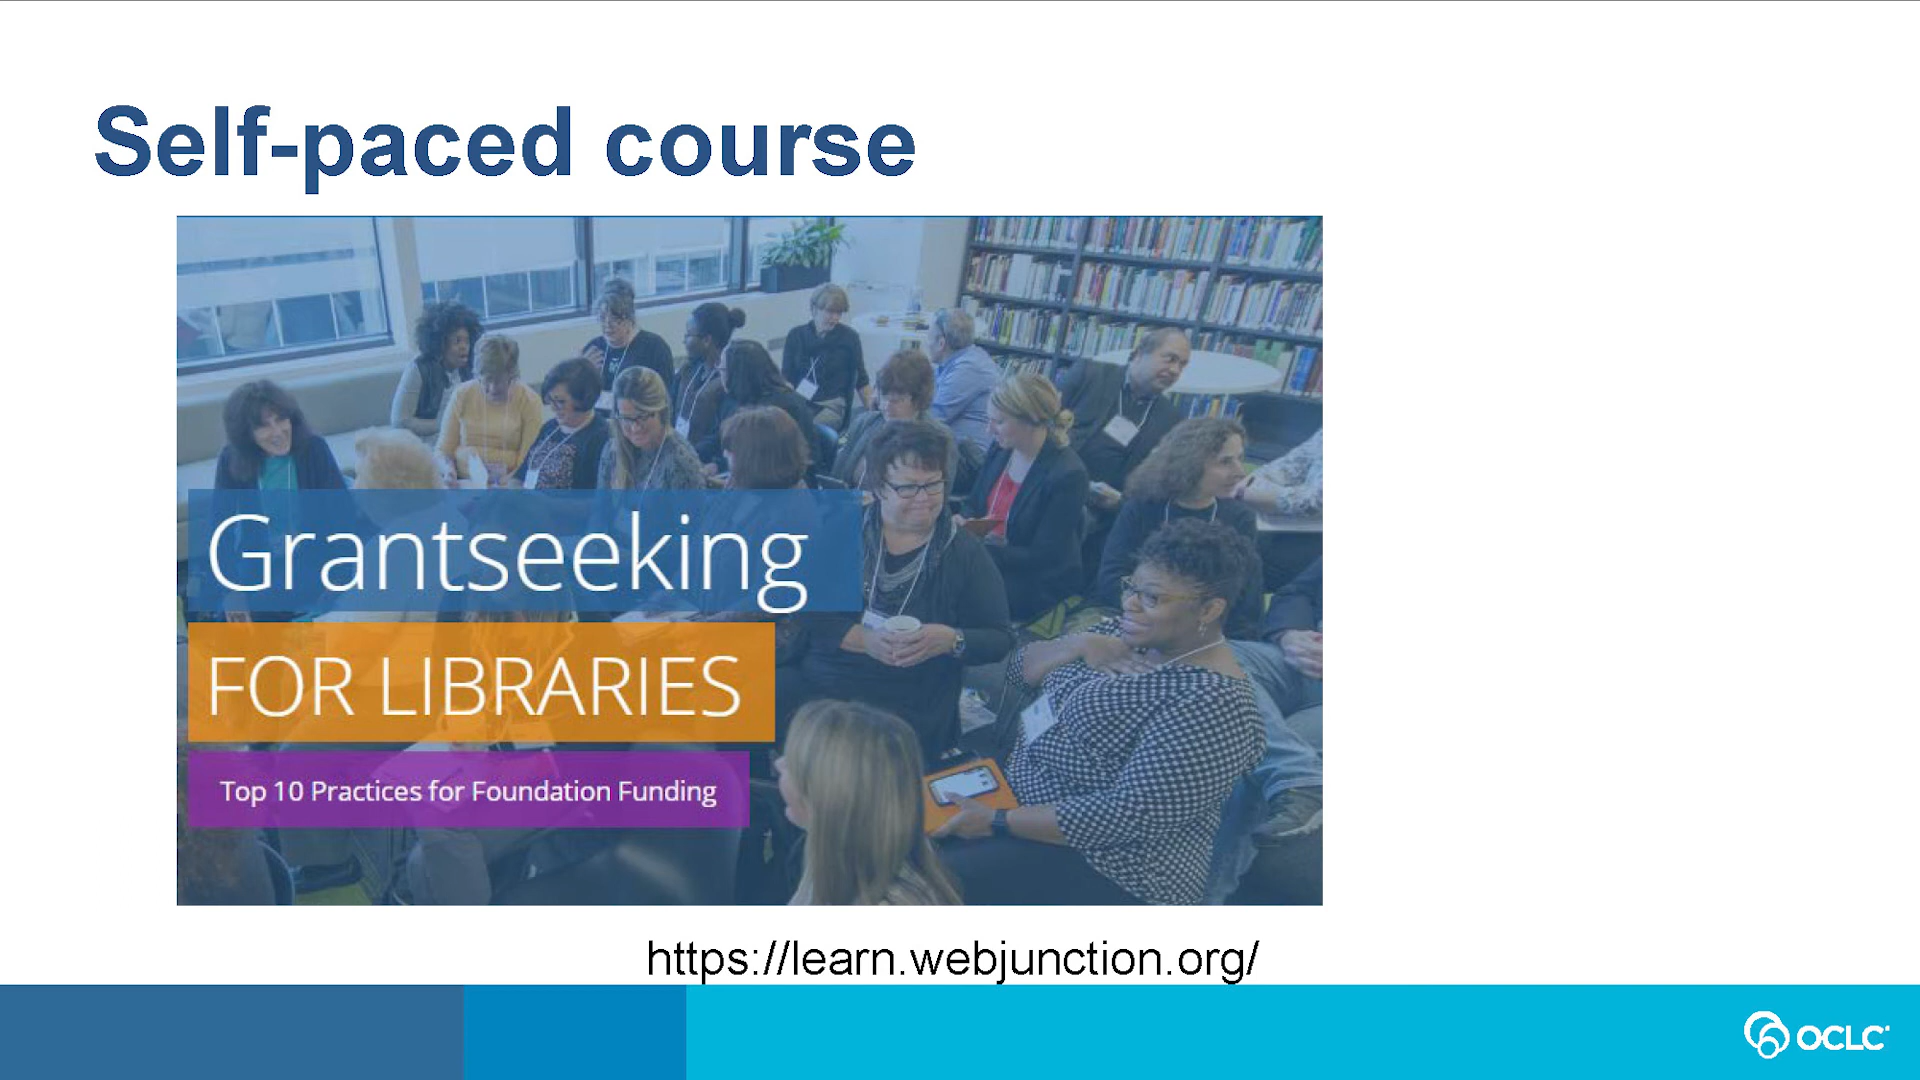 Self-paced course
Grantseeking
FOR LIBRARIES
Top 10 Practices for Foundation Funding
https://learn.webjunction.org/
OCLC